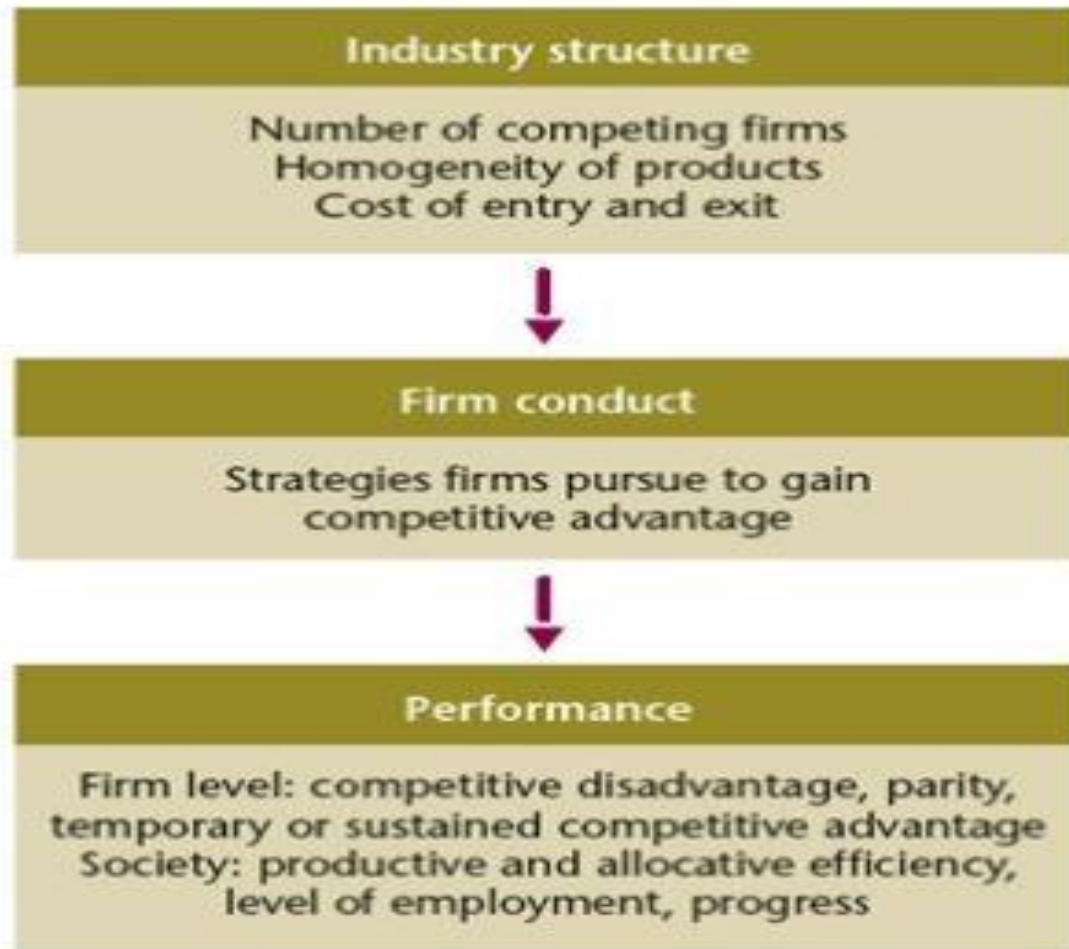 Industry structure
Number of competing firms
Homogeneity of products
Cost of entry and exit
Firm conduct
Strategies firms pursue to gain
competitive advantage
Performance
Firm level: competitive disadvantage, parity,
temporary or sustained competitive advantage
Society: productive and allocative efficiency,
level of employment, progress